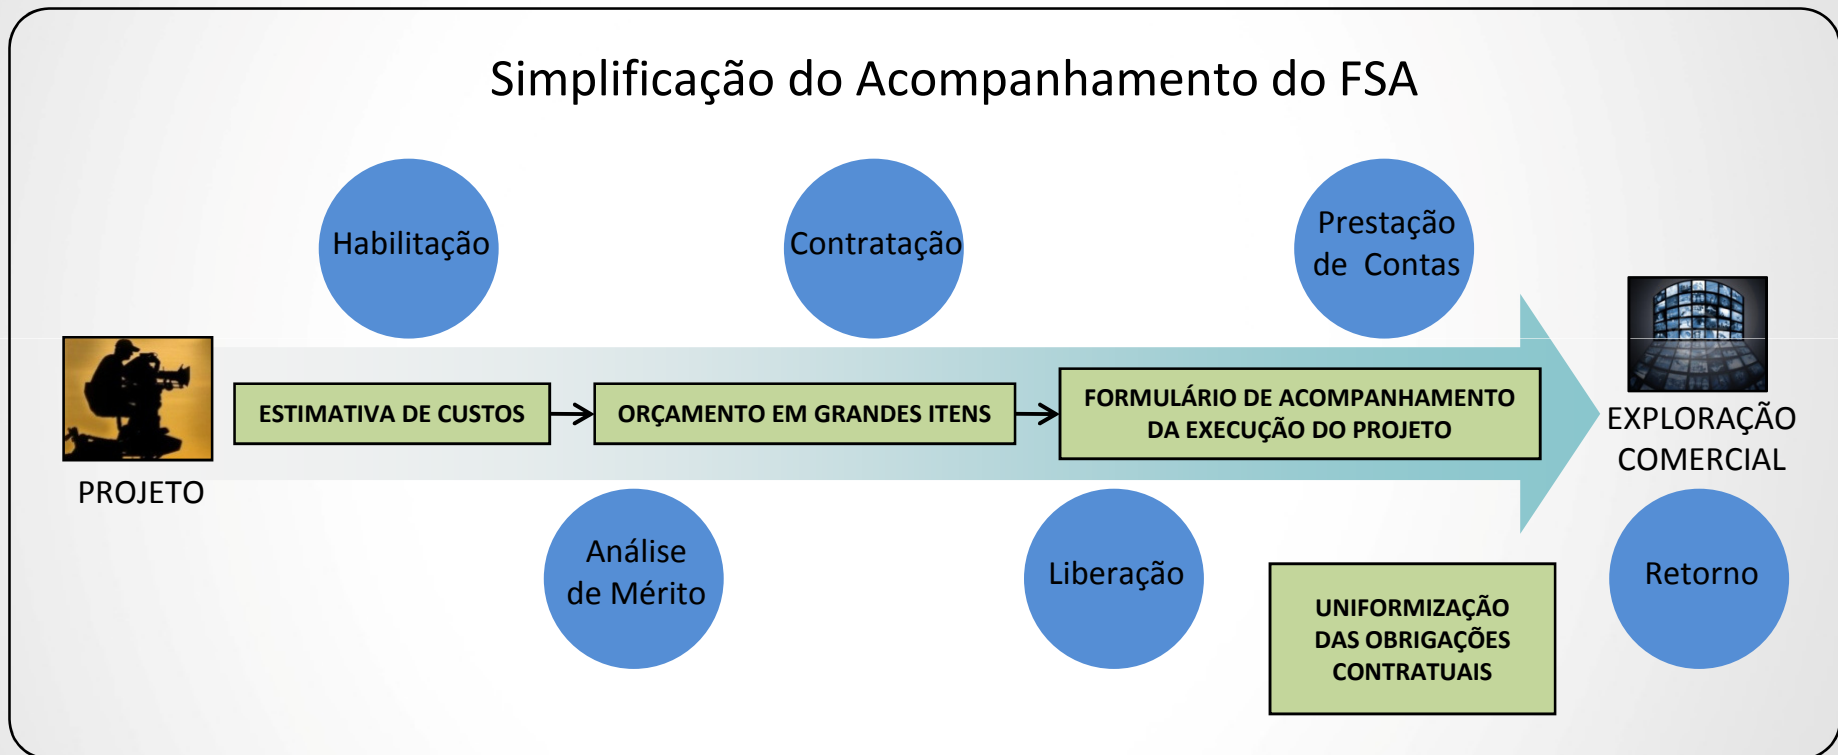 Simplificação do Acompanhamento do FSA
Habilitação
Contratação
Prestação
de Contas
ESTIMATIVA DE CUSTOS
ORÇAMENTO EM GRANDES ITENS
FORMULÁRIO DE ACOMPANHAMENTO
DA EXECUÇÃO DO PROJETO
PROJETO
EXPLORAÇÃO
COMERCIAL
Análise
de Mérito
Liberação
UNIFORMIZAÇÃO
DAS OBRIGAÇÕES
CONTRATUAIS
Retorno